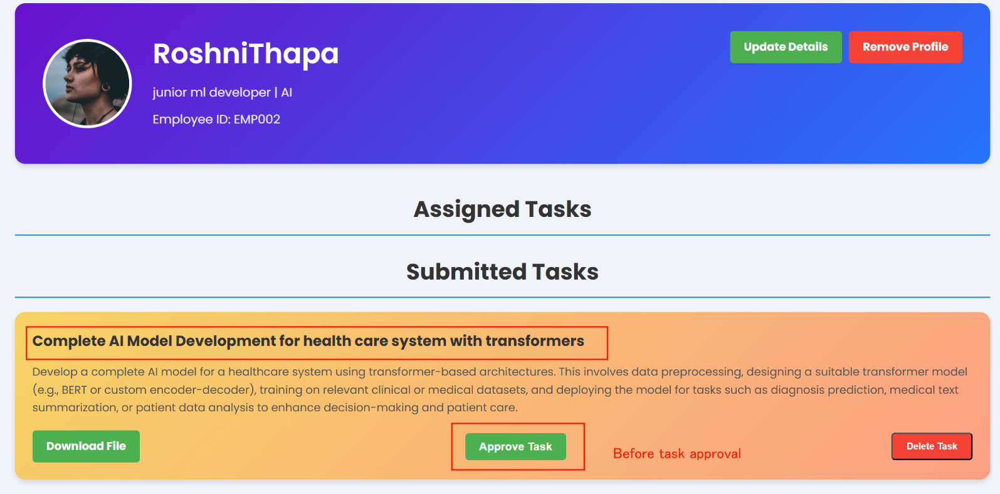 RoshniThapa
Update Details
Remove Profile
junior ml developer | AI
Employee ID: EMP002
Assigned Tasks
Submitted Tasks
Complete AI Model Development for health care system with transformers
Develop a complete AI model for a healthcare system using transformer-based architectures. This involves data preprocessing, designing a suitable transformer model
(e.g., BERT or custom encoder-decoder), training on relevant clinical or medical datasets, and deploying the model for tasks such as diagnosis prediction, medical text
summarization, or patient data analysis to enhance decision-making and patient care.
Download File
Approve Task
Before task approval
Delete Task